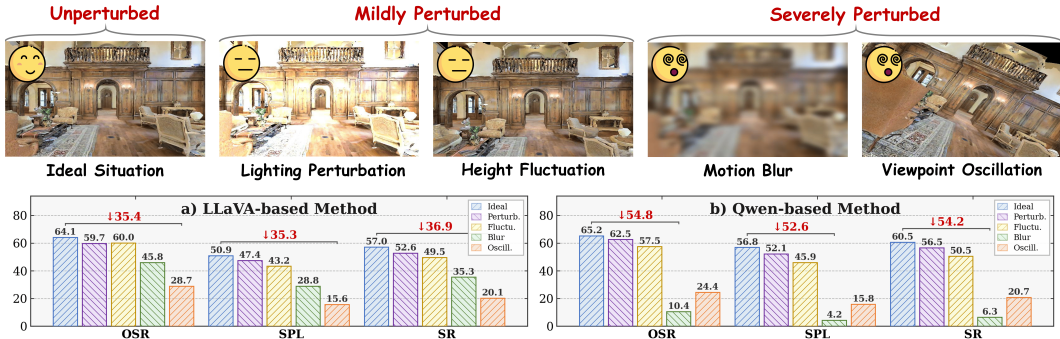 Unperturbed
Mildly Perturbed
Severely Perturbed
Ideal Situation
Lighting Perturbation
Height Fluctuation
Motion Blur
Viewpoint Oscillation
a) LLaVA-based Method
80
60
40
20
0
64.1
59.7
60.0
45.8
28.7
↓35.4
50.9
47.4
43.2
28.8
15.6
↓35.3
57.0
52.6
49.5
35.3
20.1
↓36.9
OSR
SPL
SR
Ideal
Perturb.
Fluctu.
Blur
Oscill.
b) Qwen-based Method
80
60
40
20
0
65.2
62.5
57.5
10.4
24.4
↓54.8
56.8
52.1
45.9
4.2
15.8
↓52.6
60.5
56.5
50.5
6.3
20.7
↓54.2
OSR
SPL
SR
Ideal
Perturb.
Fluctu.
Blur
Oscill.